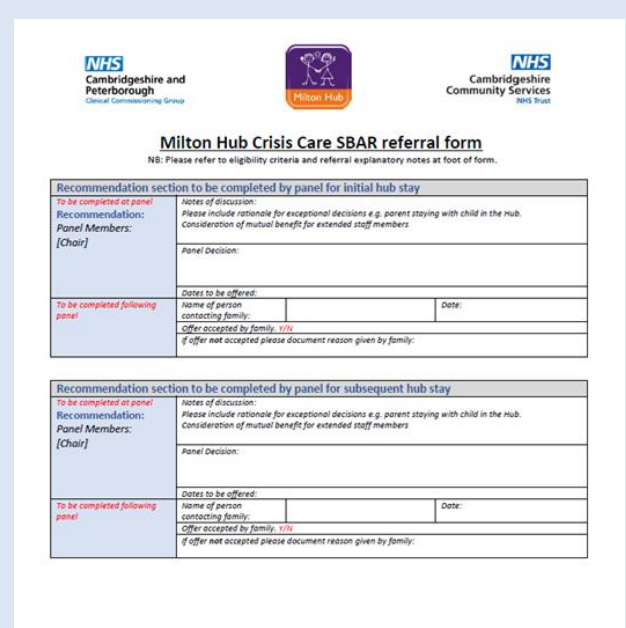 NHS
Cambridgeshire and
Peterborough
Clinical Commissioning Group
Milton Hub
NHS
Cambridgeshire
Community Services
NHS Trust
Milton Hub Crisis Care SBAR referral form
NB: Please refer to eligibility criteria and referral explanatory notes at foot of form.
Recommendation section to be completed by panel for initial hub stay
To be completed at panel
Recommendation:
Panel Members:
[Chair]
Notes of discussion:
Please include rationale for exceptional decisions e.g. parent staying with child in the Hub.
Consideration of mutual benefit for extended staff members
Panel Decision:
Dates to be offered:
To be completed following
panel
Name of person
contacting family:
Date:
Offer accepted by family. Y/N
If offer not accepted please document reason given by family:
Recommendation section to be completed by panel for subsequent hub stay
To be completed at panel
Recommendation:
Panel Members:
[Chair]
Notes of discussion:
Please include rationale for exceptional decisions e.g. parent staying with child in the Hub.
Consideration of mutual benefit for extended staff members
Panel Decision:
Dates to be offered:
To be completed following
panel
Name of person
contacting family:
Date:
Offer accepted by family. Y/N
If offer not accepted please document reason given by family: